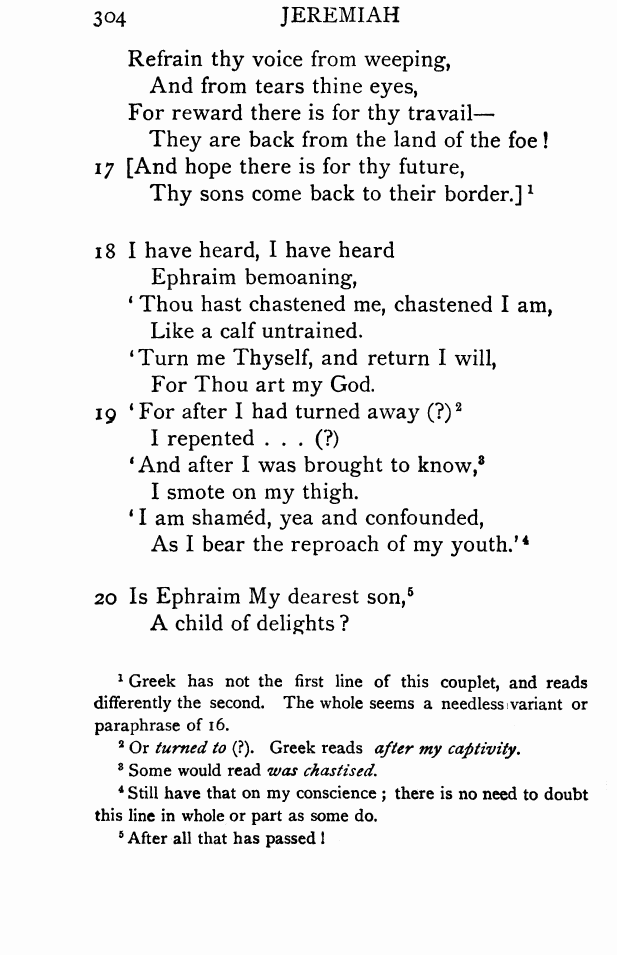 304 JEREMIAH
Refrain thy voice from weeping,
And from tears thine eyes,
For reward there is for thy travail—
They are back from the land of the foe !
17 [And hope there is for thy future,
Thy sons come back to their border.] ¹
18 I have heard, I have heard
Ephraim bemoaning,
‘ Thou hast chastened me, chastened I am,
Like a calf untrained.
‘ Turn me Thyself, and return I will,
For Thou art my God.
19 ‘ For after I had turned away (?) ²
I repented . . . (?)
‘ And after I was brought to know,³
I smote on my thigh.
‘ I am shaméd, yea and confounded,
As I bear the reproach of my youth.’ ⁴
20 Is Ephraim My dearest son,⁵
A child of delights ?
¹ Greek has not the first line of this couplet, and reads
differently the second. The whole seems a needless variant or
paraphrase of 16.
² Or turned to (?). Greek reads after my captivity.
³ Some would read was chastised.
⁴ Still have that on my conscience ; there is no need to doubt
this line in whole or part as some do.
⁵ After all that has passed !